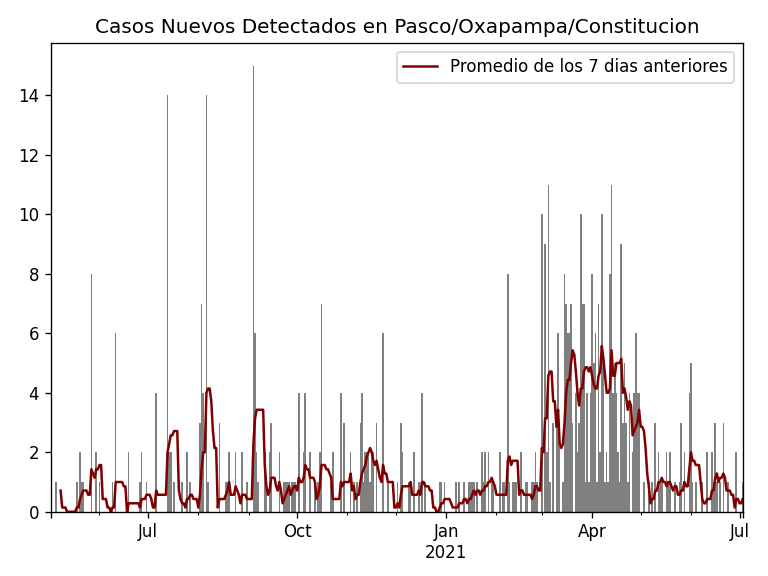 Casos Nuevos Detectados en Pasco/Oxapampa/Constitucion
Promedio de los 7 dias anteriores
14
12
10
8
6
4
2
0
Jul
Oct
Jan
2021
Apr
Jul